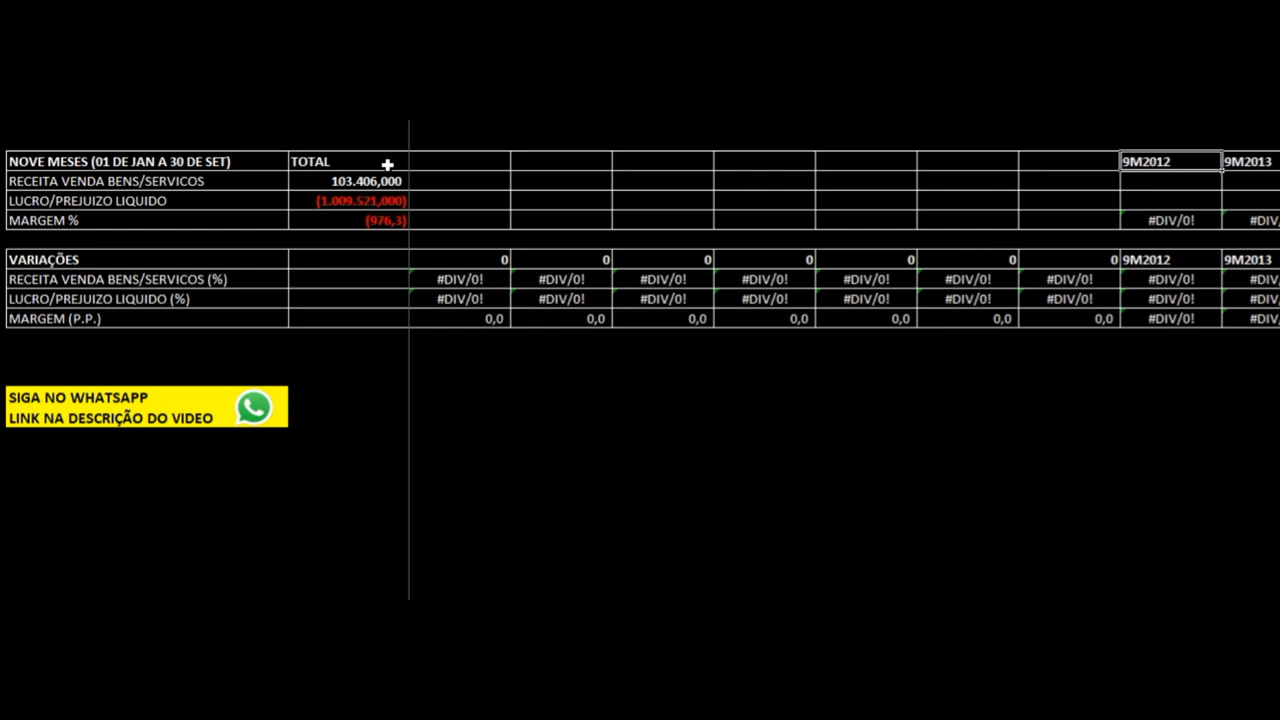 NOVE MESES (01 DE JAN A 30 DE SET) TOTAL 9M2012 9M2013
RECEITA VENDA BENS/SERVICOS 103.406,000
LUCRO/PREJUIZO LIQUIDO (1.009.521,000)
MARGEM % (976,3) #DIV/0! #DIV/
VARIAÇÕES 0 0 0 0 0 0 0 9M2012 9M2013
RECEITA VENDA BENS/SERVICOS (%) #DIV/0! #DIV/0! #DIV/0! #DIV/0! #DIV/0! #DIV/0! #DIV/0! #DIV/0! #DIV/
LUCRO/PREJUIZO LIQUIDO (%) #DIV/0! #DIV/0! #DIV/0! #DIV/0! #DIV/0! #DIV/0! #DIV/0! #DIV/0! #DIV/
MARGEM (P.P.) 0,0 0,0 0,0 0,0 0,0 0,0 0,0 #DIV/0! #DIV/
SIGA NO WHATSAPP
LINK NA DESCRIÇÃO DO VIDEO